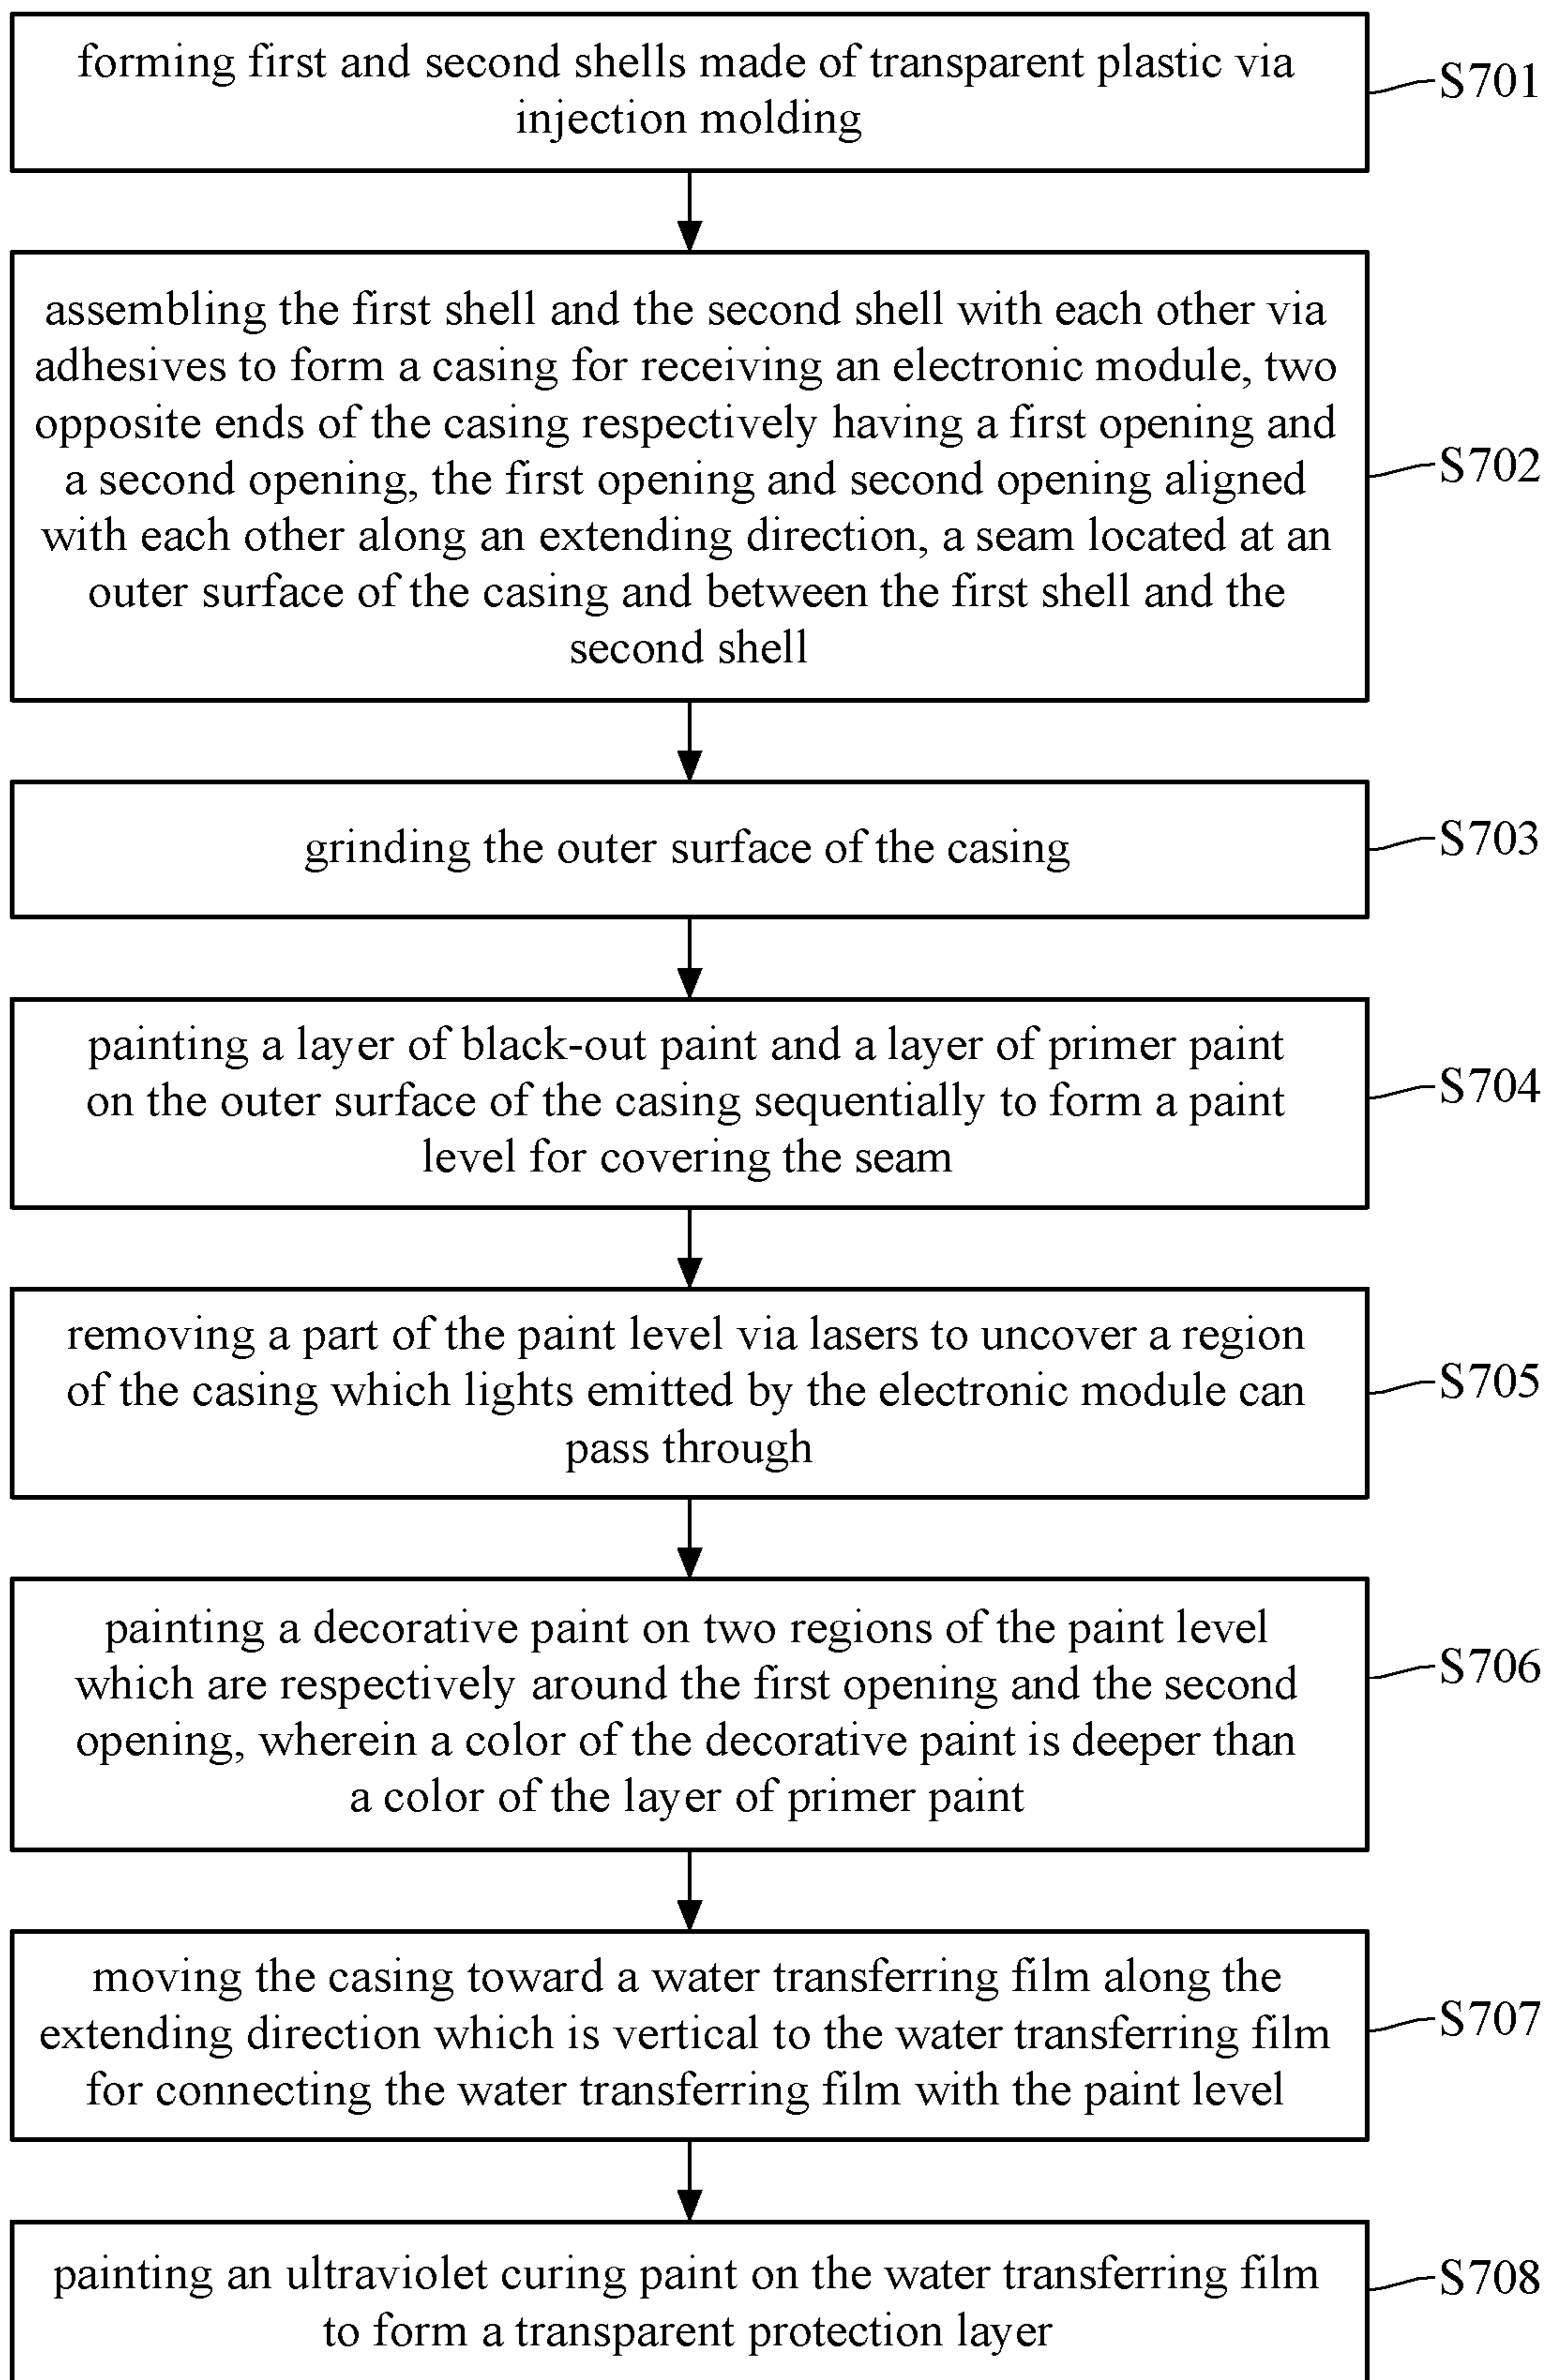 forming first and second shells made of transparent plastic via
injection molding
S701
assembling the first shell and the second shell with each other via
adhesives to form a casing for receiving an electronic module, two
opposite ends of the casing respectively having a first opening and
a second opening, the first opening and second opening aligned
with each other along an extending direction, a seam located at an
outer surface of the casing and between the first shell and the
second shell
S702
grinding the outer surface of the casing
S703
painting a layer of black-out paint and a layer of primer paint
on the outer surface of the casing sequentially to form a paint
level for covering the seam
S704
removing a part of the paint level via lasers to uncover a region
of the casing which lights emitted by the electronic module can
pass through
S705
painting a decorative paint on two regions of the paint level
which are respectively around the first opening and the second
opening, wherein a color of the decorative paint is deeper than
a color of the layer of primer paint
S706
moving the casing toward a water transferring film along the
extending direction which is vertical to the water transferring film
for connecting the water transferring film with the paint level
S707
painting an ultraviolet curing paint on the water transferring film
to form a transparent protection layer
S708